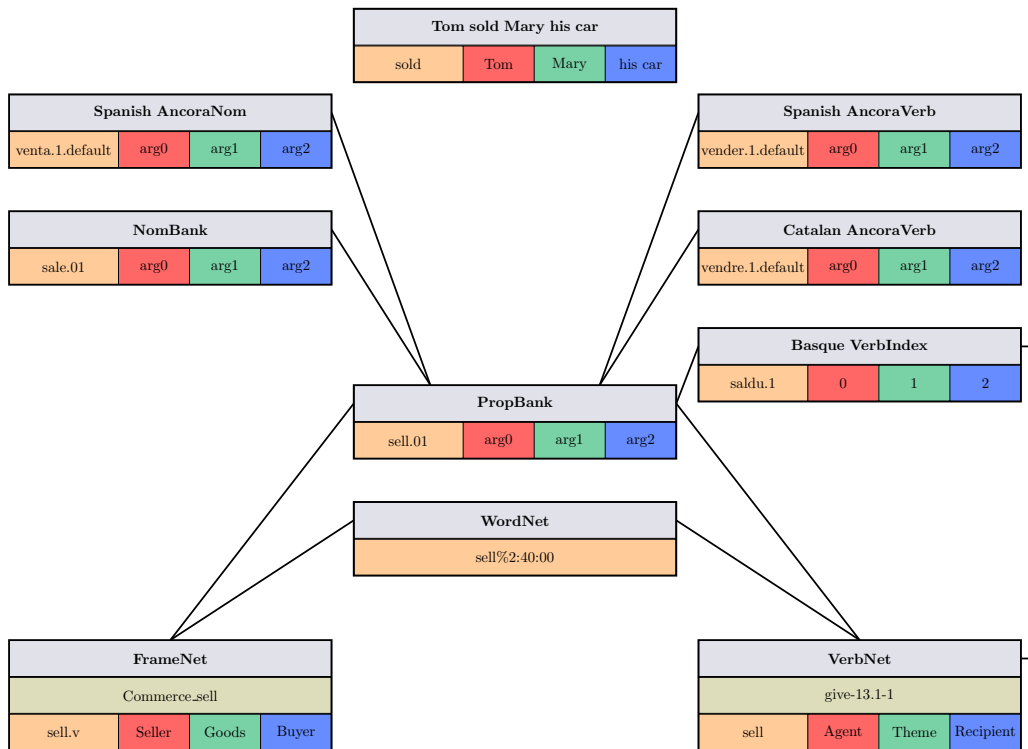 Tom sold Mary his car
sold Tom Mary his car
Spanish AncoraNom
venta.1.default arg0 arg1 arg2
Spanish AncoraVerb
vender.1.default arg0 arg1 arg2
NomBank
sale.01 arg0 arg1 arg2
Catalan AncoraVerb
vendre.1.default arg0 arg1 arg2
Basque VerbIndex
saldu.1 0 1 2
PropBank
sell.01 arg0 arg1 arg2
WordNet
sell%2:40:00
FrameNet
Commerce_sell
sell.v Seller Goods Buyer
VerbNet
give-13.1-1
sell Agent Theme Recipient